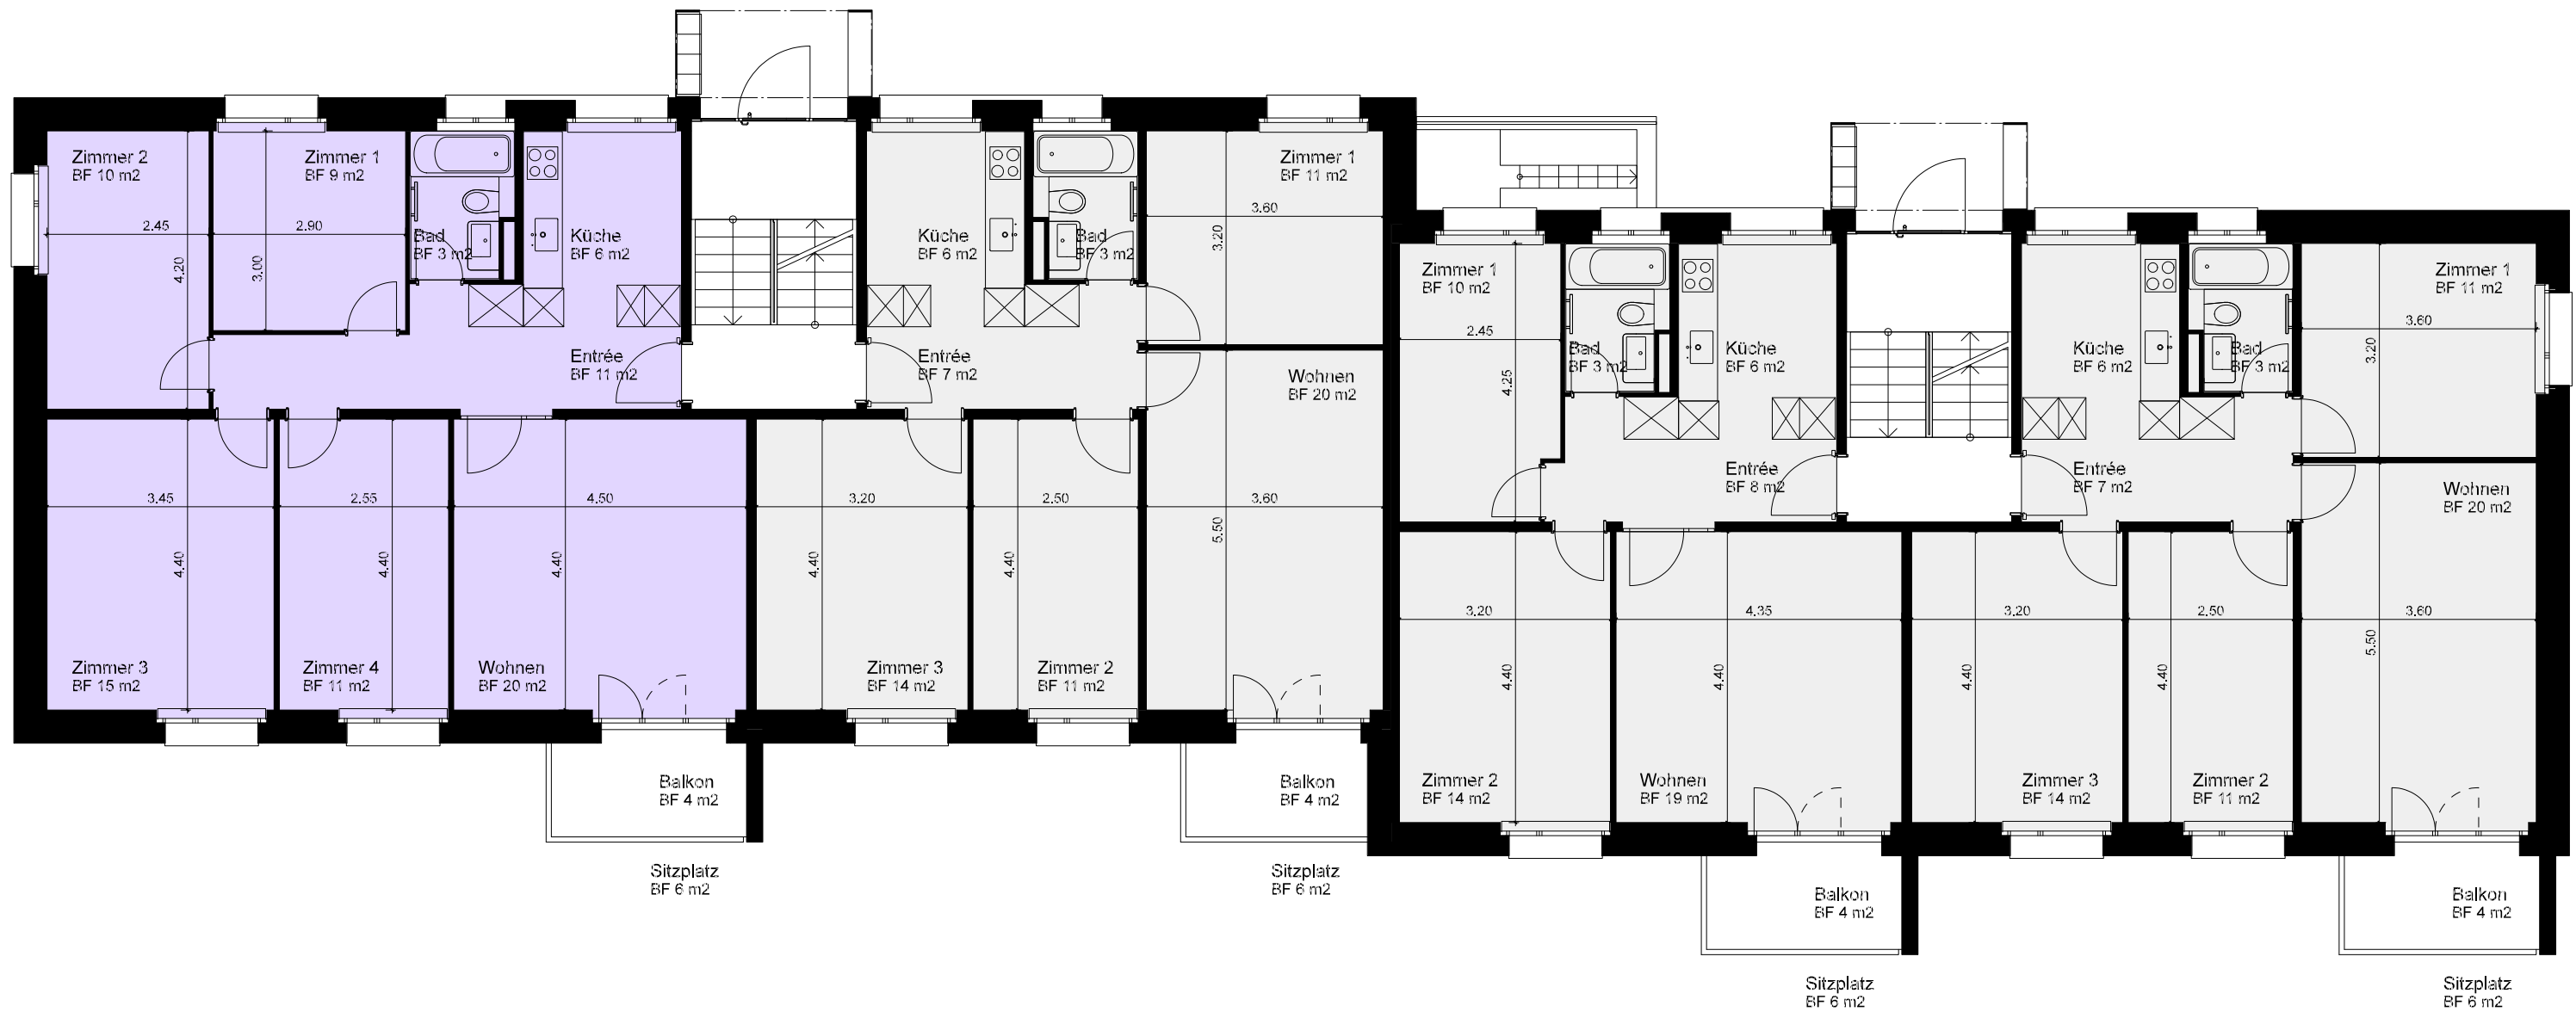 Zimmer 2
BF 10 m2
2.45
4.20
Zimmer 1
BF 9 m2
2.90
3.00
Bad
BF 3 m2
Küche
BF 6 m2
Entrée
BF 11 m2
Zimmer 3
BF 15 m2
3.45
4.40
Zimmer 4
BF 11 m2
2.55
4.40
Wohnen
BF 20 m2
4.50
4.40
Balkon
BF 4 m2
Sitzplatz
BF 6 m2
Küche
BF 6 m2
Bad
BF 3 m2
Zimmer 1
BF 11 m2
3.60
3.20
Entrée
BF 7 m2
Wohnen
BF 20 m2
3.60
5.50
3.20
4.40
Zimmer 3
BF 14 m2
2.50
4.40
Zimmer 2
BF 11 m2
Balkon
BF 4 m2
Sitzplatz
BF 6 m2
Zimmer 1
BF 10 m2
2.45
4.25
Bad
BF 3 m2
Küche
BF 6 m2
Entrée
BF 8 m2
3.20
4.40
Zimmer 2
BF 14 m2
4.35
4.40
Wohnen
BF 19 m2
Balkon
BF 4 m2
Sitzplatz
BF 6 m2
Küche
BF 6 m2
Bad
BF 3 m2
Zimmer 1
BF 11 m2
3.60
3.20
Entrée
BF 7 m2
Wohnen
BF 20 m2
3.60
5.50
3.20
4.40
Zimmer 3
BF 14 m2
2.50
4.40
Zimmer 2
BF 11 m2
Balkon
BF 4 m2
Sitzplatz
BF 6 m2